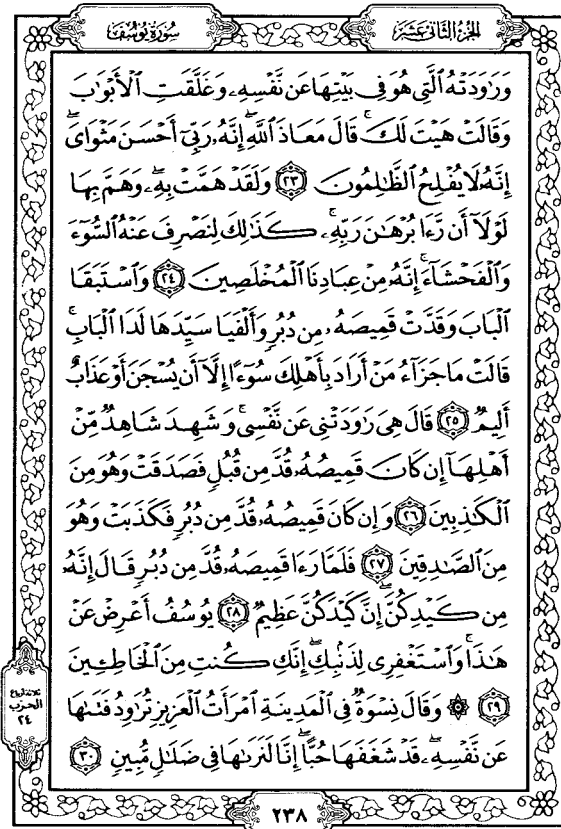 الجزء الثاني عشر
سورة يوسف
وَرَٰوَدَتْهُ ٱلَّتِى هُوَ فِى بَيْتِهَا عَن نَّفْسِهِۦ وَغَلَّقَتِ ٱلْأَبْوَٰبَ
وَقَالَتْ هَيْتَ لَكَ ۚ قَالَ مَعَاذَ ٱللَّهِ ۖ إِنَّهُۥ رَبِّىٓ أَحْسَنَ مَثْوَاىَ ۖ
إِنَّهُۥ لَا يُفْلِحُ ٱلظَّٰلِمُونَ ٢٣ وَلَقَدْ هَمَّتْ بِهِۦ ۖ وَهَمَّ بِهَا
لَوْلَآ أَن رَّءَا بُرْهَٰنَ رَبِّهِۦ ۚ كَذَٰلِكَ لِنَصْرِفَ عَنْهُ ٱلسُّوٓءَ
وَٱلْفَحْشَآءَ ۚ إِنَّهُۥ مِنْ عِبَادِنَا ٱلْمُخْلَصِينَ ٢٤ وَٱسْتَبَقَا
ٱلْبَابَ وَقَدَّتْ قَمِيصَهُۥ مِن دُبُرٍ وَأَلْفَيَا سَيِّدَهَا لَدَا ٱلْبَابِ ۚ
قَالَتْ مَا جَزَآءُ مَنْ أَرَادَ بِأَهْلِكَ سُوٓءًا إِلَّآ أَن يُسْجَنَ أَوْ عَذَابٌ
أَلِيمٌ ٢٥ قَالَ هِىَ رَٰوَدَتْنِى عَن نَّفْسِى ۚ وَشَهِدَ شَاهِدٌ مِّنْ
أَهْلِهَآ إِن كَانَ قَمِيصُهُۥ قُدَّ مِن قُبُلٍ فَصَدَقَتْ وَهُوَ مِنَ
ٱلْكَٰذِبِينَ ٢٦ وَإِن كَانَ قَمِيصُهُۥ قُدَّ مِن دُبُرٍ فَكَذَبَتْ وَهُوَ
مِنَ ٱلصَّٰدِقِينَ ٢٧ فَلَمَّا رَءَا قَمِيصَهُۥ قُدَّ مِن دُبُرٍ قَالَ إِنَّهُۥ
مِن كَيْدِكُنَّ ۖ إِنَّ كَيْدَكُنَّ عَظِيمٌ ٢٨ يُوسُفُ أَعْرِضْ عَنْ
هَٰذَا ۚ وَٱسْتَغْفِرِى لِذَنۢبِكِ ۖ إِنَّكِ كُنتِ مِنَ ٱلْخَاطِـِٔينَ
٢٩ ۞ وَقَالَ نِسْوَةٌ فِى ٱلْمَدِينَةِ ٱمْرَأَتُ ٱلْعَزِيزِ تُرَٰوِدُ فَتَىٰهَا
عَن نَّفْسِهِۦ ۖ قَدْ شَغَفَهَا حُبًّا ۖ إِنَّا لَنَرَىٰهَا فِى ضَلَٰلٍ مُّبِينٍ ٣٠
ثلاثة أرباع
الحزب
٢٤
٢٣٨